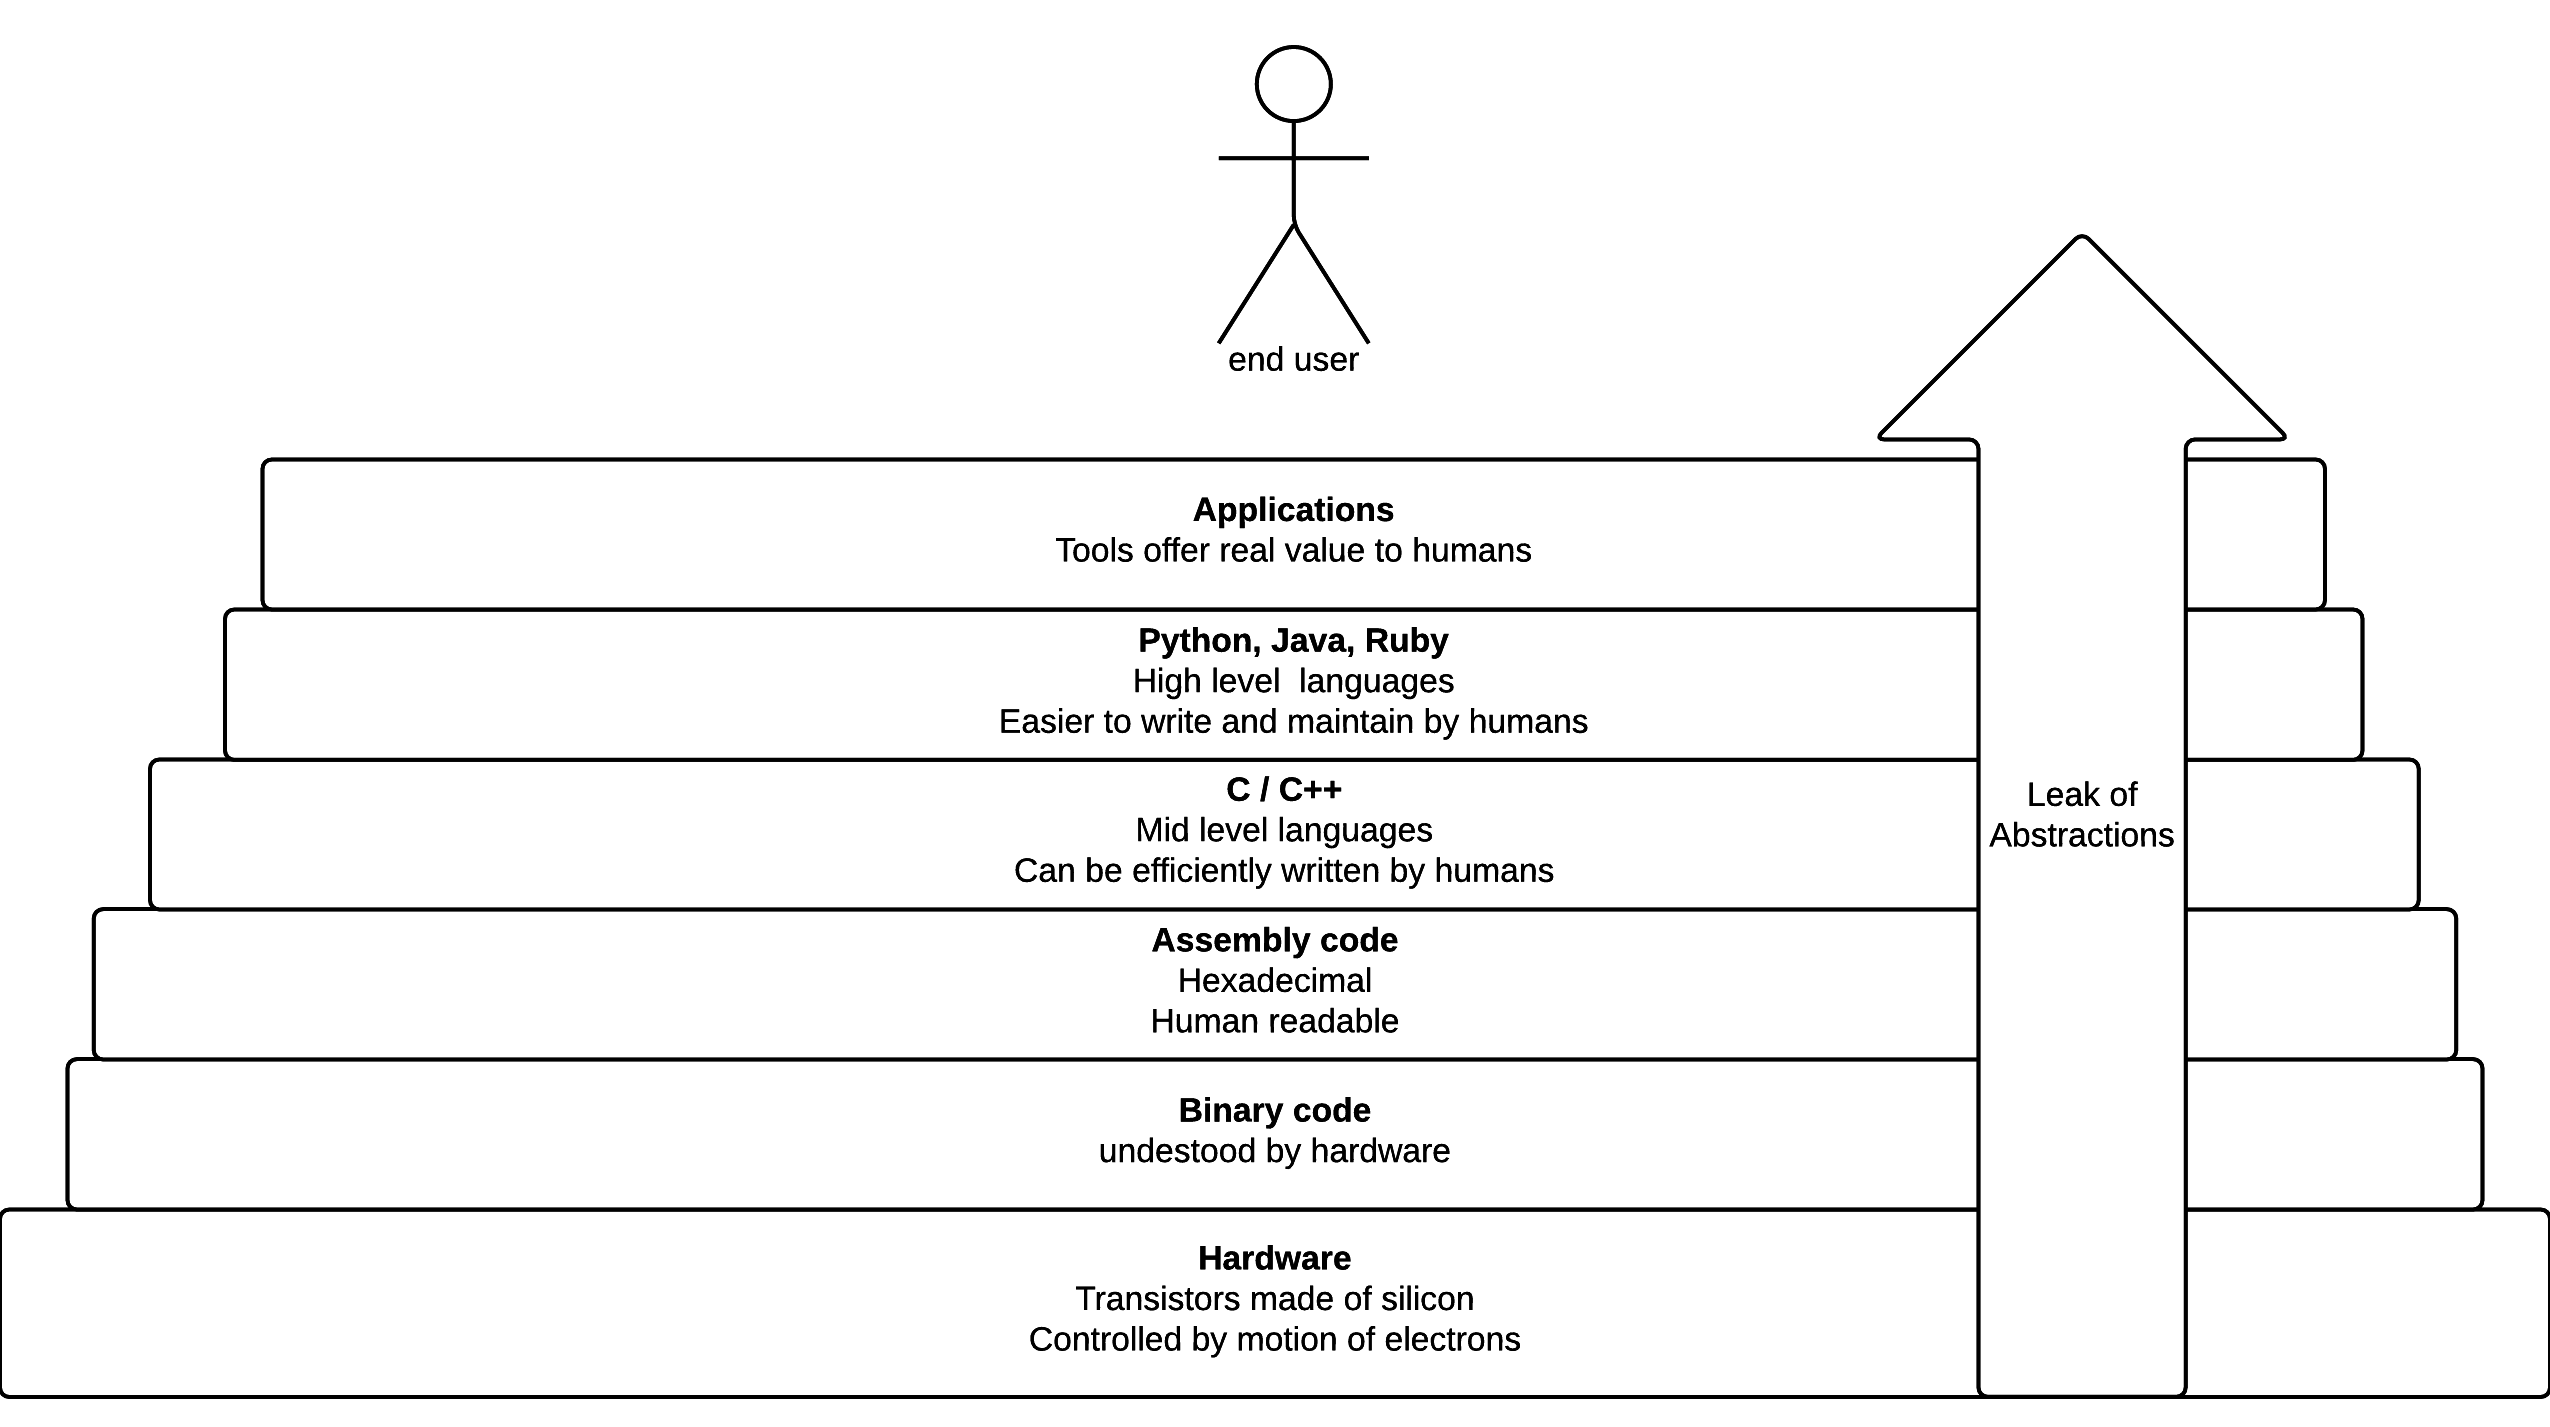 end user
Applications
Tools offer real value to humans
Python, Java, Ruby
High level  languages
Easier to write and maintain by humans
C / C++
Mid level languages
Can be efficiently written by humans
Leak of
Abstractions
Assembly code
Hexadecimal
Human readable
Binary code
undestood by hardware
Hardware
Transistors made of silicon
Controlled by motion of electrons